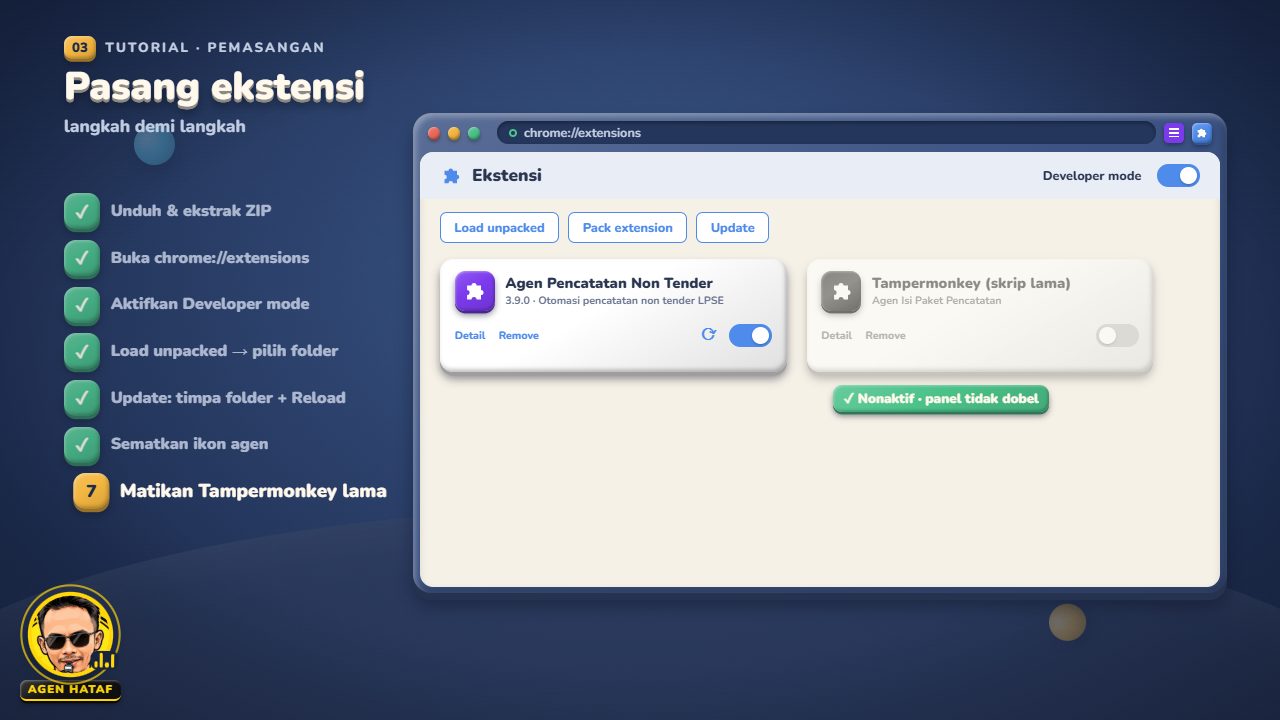 03 TUTORIAL · PEMASANGAN
Pasang ekstensi
langkah demi langkah
✓ Unduh & ekstrak ZIP
✓ Buka chrome://extensions
✓ Aktifkan Developer mode
✓ Load unpacked → pilih folder
✓ Update: timpa folder + Reload
✓ Sematkan ikon agen
7 Matikan Tampermonkey lama
chrome://extensions
Ekstensi
Developer mode
Load unpacked
Pack extension
Update
Agen Pencatatan Non Tender
3.9.0 · Otomasi pencatatan non tender LPSE
Detail
Remove
Tampermonkey (skrip lama)
Agen Isi Paket Pencatatan
Detail
Remove
✓ Nonaktif · panel tidak dobel
AGEN HATAF